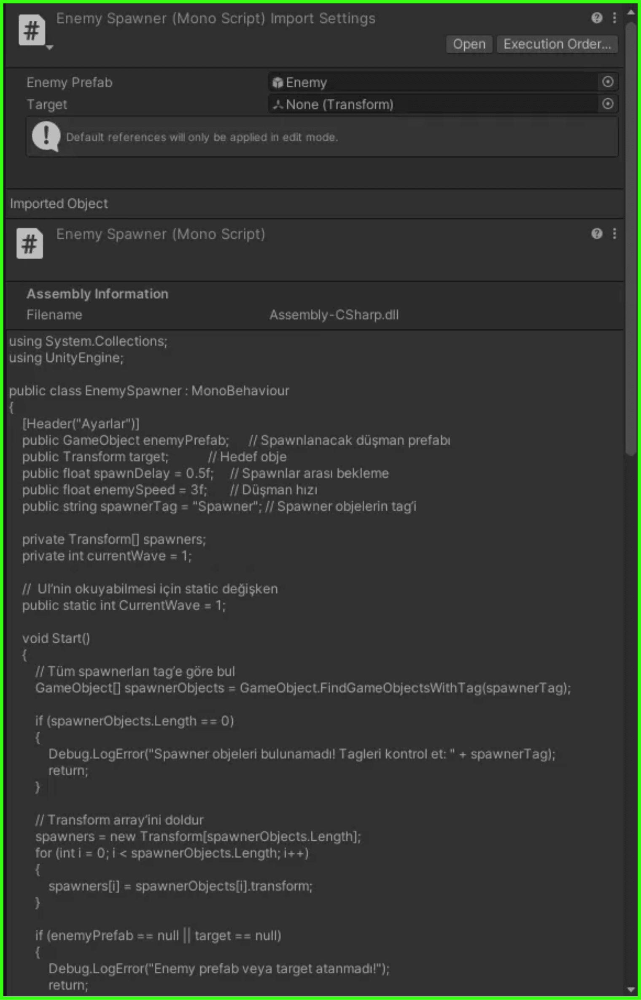 Enemy Spawner (Mono Script) Import Settings
Open Execution Order...
Enemy Prefab Enemy
Target None (Transform)
Default references will only be applied in edit mode.
Imported Object
# Enemy Spawner (Mono Script)
Assembly Information
Filename Assembly-CSharp.dll
using System.Collections;
using UnityEngine;
public class EnemySpawner : MonoBehaviour
{
[Header("Ayarlar")]
public GameObject enemyPrefab; // Spawnlanacak düşman prefabı
public Transform target; // Hedef obje
public float spawnDelay = 0.5f; // Spawnlar arası bekleme
public float enemySpeed = 3f; // Düşman hızı
public string spawnerTag = "Spawner"; // Spawner objelerin tag'i
private Transform[] spawners;
private int currentWave = 1;
// UI'nin okuyabilmesi için static değişken
public static int CurrentWave = 1;
void Start()
{
// Tüm spawnerları tag'e göre bul
GameObject[] spawnerObjects = GameObject.FindGameObjectsWithTag(spawnerTag);
if (spawnerObjects.Length == 0)
{
Debug.LogError("Spawner objeleri bulunamadı! Tagleri kontrol et: " + spawnerTag);
return;
}
// Transform array'ini doldur
spawners = new Transform[spawnerObjects.Length];
for (int i = 0; i < spawnerObjects.Length; i++)
{
spawners[i] = spawnerObjects[i].transform;
}
if (enemyPrefab == null || target == null)
{
Debug.LogError("Enemy prefab veya target atanmadı!");
return;